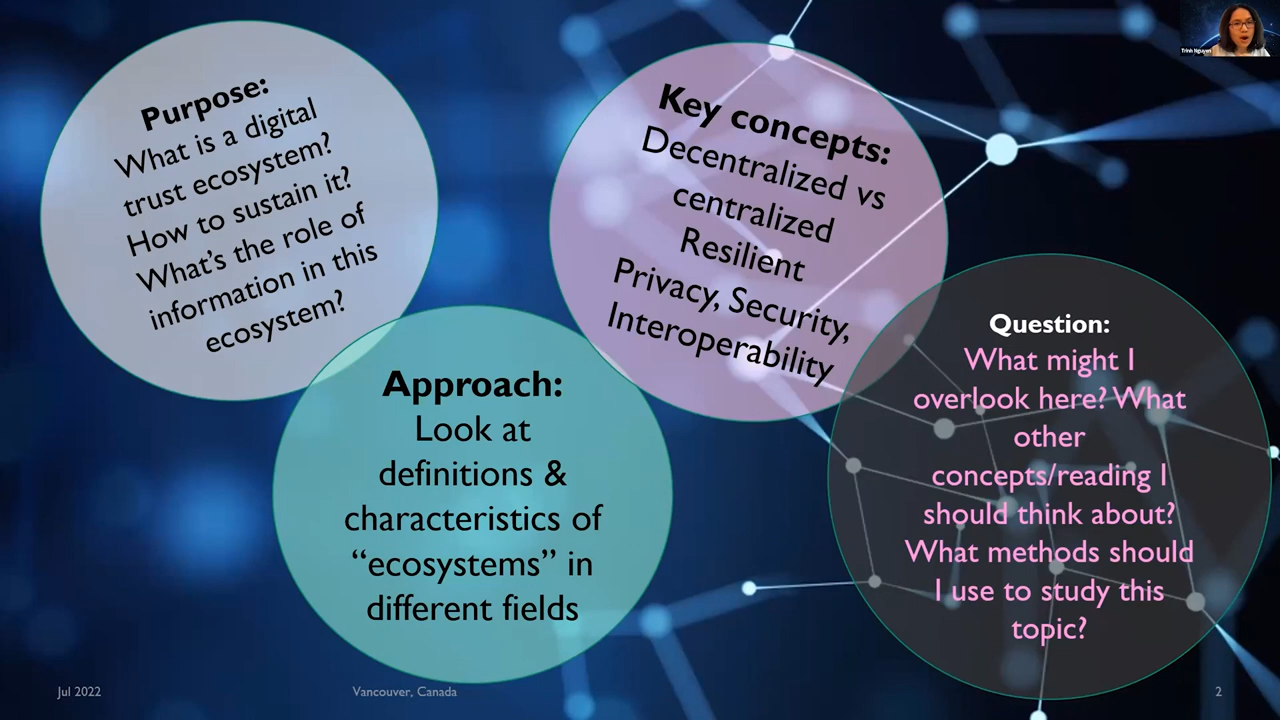 Purpose:
What is a digital
trust ecosystem?
How to sustain it?
What's the role of
information in this
ecosystem?
Approach:
Look at
definitions &
characteristics of
“ecosystems” in
different fields
Key concepts:
Decentralized vs
centralized
Resilient
Privacy, Security,
Interoperability
Question:
What might I
overlook here? What
other
concepts/reading I
should think about?
What methods should
I use to study this
topic?
Trinh Nguyen
Jul 2022
Vancouver, Canada
2